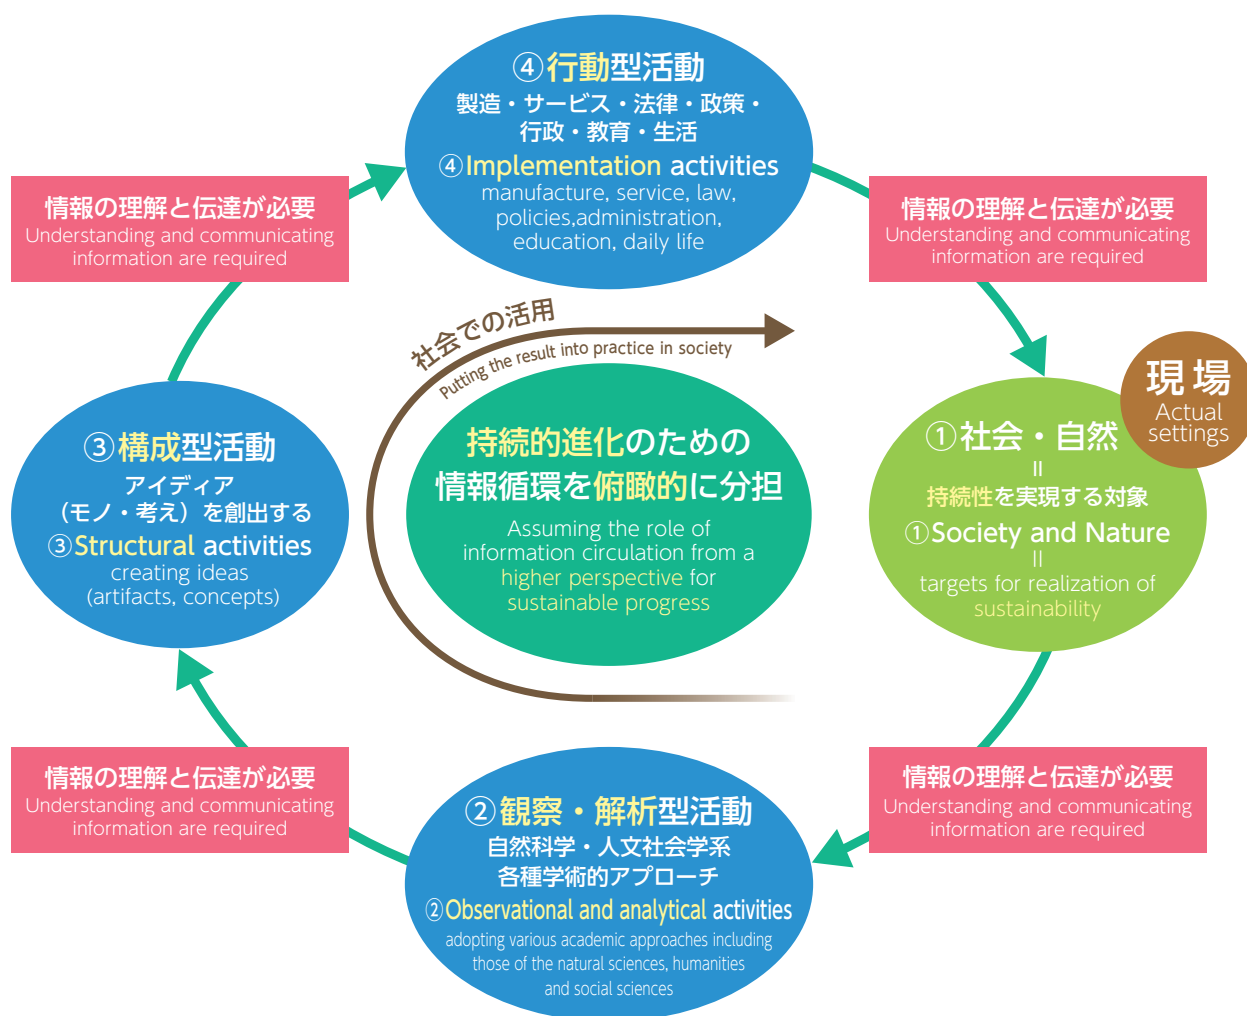 ④行動型活動
製造・サービス・法律・政策・
行政・教育・生活
④Implementation activities
manufacture, service, law,
policies,administration,
education, daily life
情報の理解と伝達が必要
Understanding and communicating
information are required
情報の理解と伝達が必要
Understanding and communicating
information are required
社会での活用
Putting the result into practice in society
現場
Actual
settings
③構成型活動
アイディア
（モノ・考え）を創出する
③Structural activities
creating ideas
(artifacts, concepts)
持続的進化のための
情報循環を俯瞰的に分担
Assuming the role of
information circulation from a
higher perspective for
sustainable progress
①社会・自然
=
持続性を実現する対象
①Society and Nature
=
targets for realization of
sustainability
情報の理解と伝達が必要
Understanding and communicating
information are required
情報の理解と伝達が必要
Understanding and communicating
information are required
②観察・解析型活動
自然科学・人文社会学系
各種学術的アプローチ
②Observational and analytical activities
adopting various academic approaches including
those of the natural sciences, humanities
and social sciences